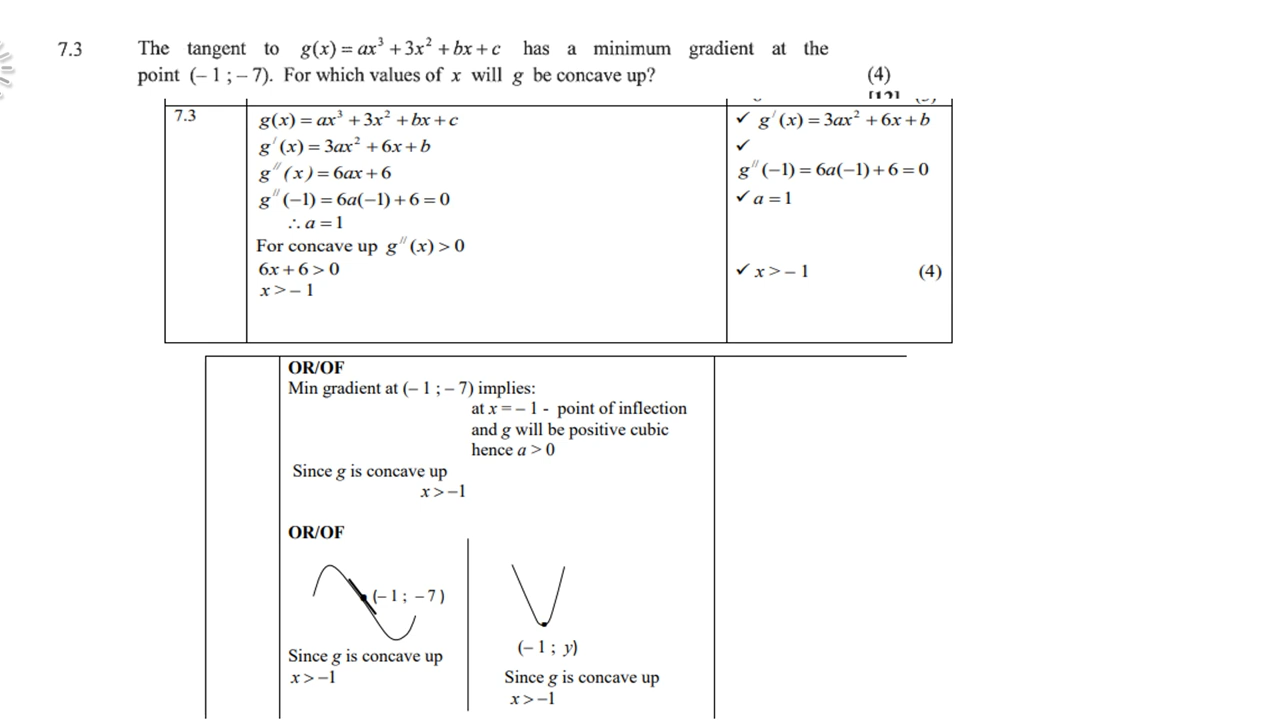 7.3 The tangent to g(x) = ax³ + 3x² + bx + c has a minimum gradient at the
point (– 1 ; – 7). For which values of x will g be concave up? (4)
7.3 g(x) = ax³ + 3x² + bx + c ✓ g′(x) = 3ax² + 6x + b
g′(x) = 3ax² + 6x + b ✓
g″(x) = 6ax + 6 g″(−1) = 6a(−1) + 6 = 0
g″(−1) = 6a(−1) + 6 = 0 ✓ a = 1
∴ a = 1
For concave up g″(x) > 0
6x + 6 > 0 ✓ x > – 1 (4)
x > – 1
OR/OF
Min gradient at (– 1 ; – 7) implies:
at x = – 1 - point of inflection
and g will be positive cubic
hence a > 0
Since g is concave up
x > −1
OR/OF
(– 1 ; −7)
(– 1 ; y)
Since g is concave up
x > −1
Since g is concave up
x > −1